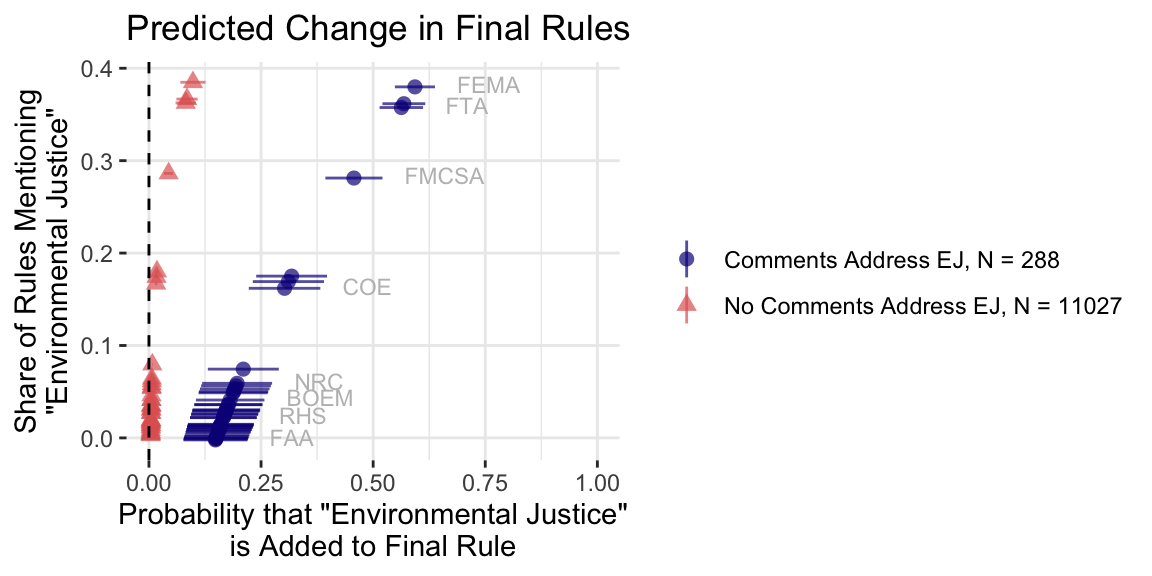 Predicted Change in Final Rules
Share of Rules Mentioning
"Environmental Justice"
0.4
0.3
0.2
0.1
0.0
FEMA
FTA
FMCSA
COE
NRC
BOEM
RHS
FAA
0.00 0.25 0.50 0.75 1.00
Probability that "Environmental Justice"
is Added to Final Rule
Comments Address EJ, N = 288
No Comments Address EJ, N = 11027